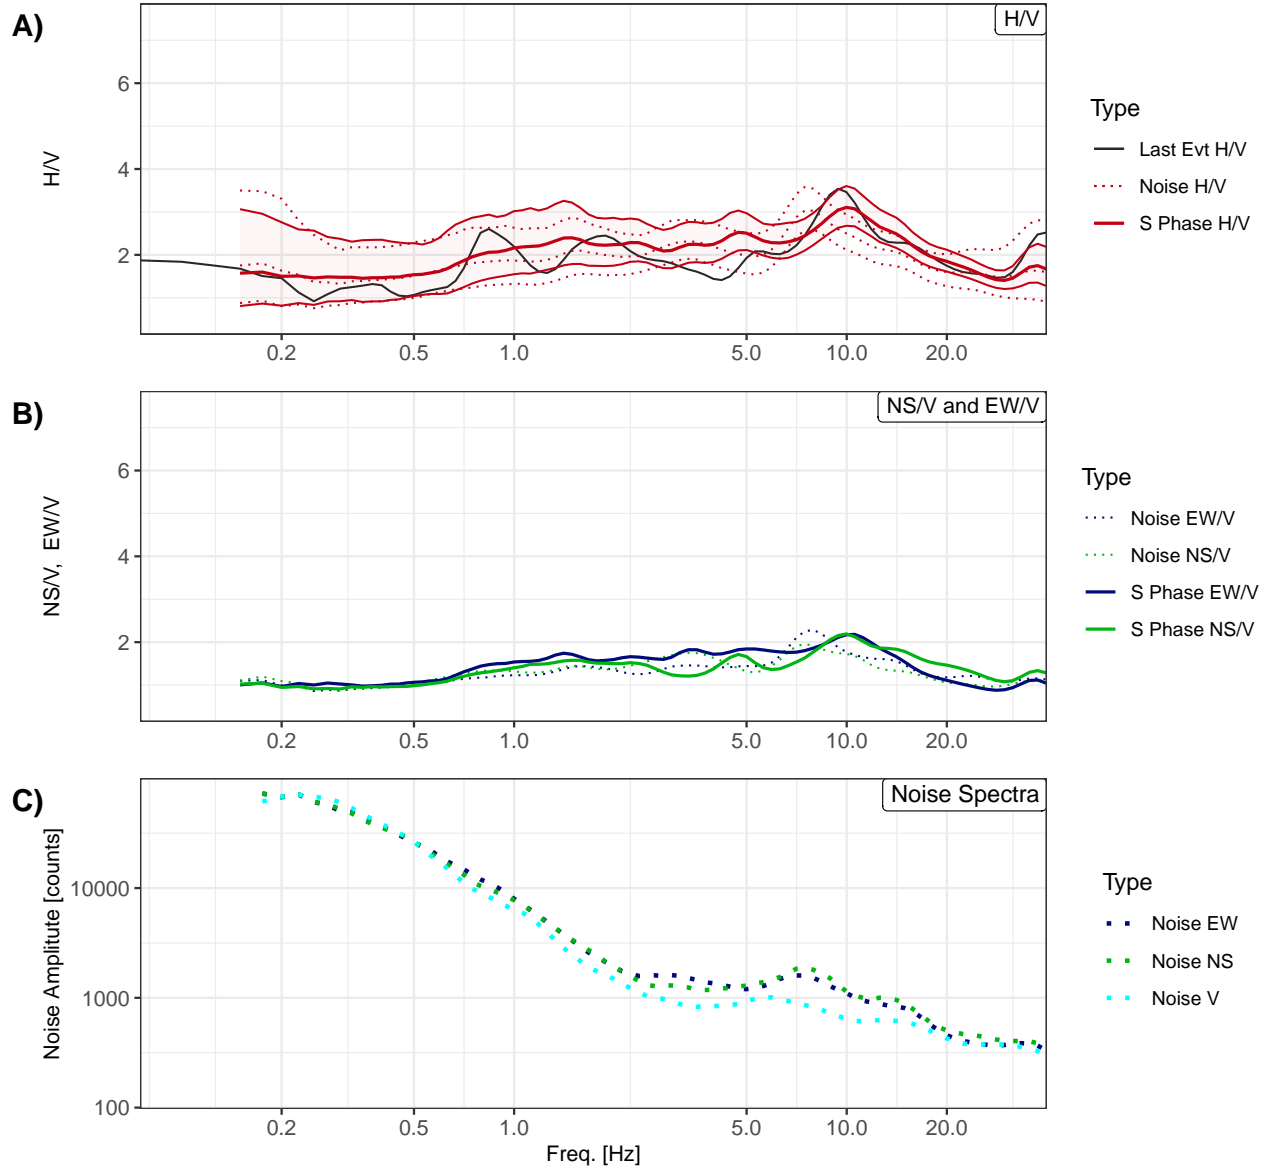 A)
H/V
6
4
2
H/V
0.2 0.5 1.0 5.0 10.0 20.0
Type
Last Evt H/V
Noise H/V
S Phase H/V
B)
NS/V and EW/V
6
4
2
NS/V, EW/V
0.2 0.5 1.0 5.0 10.0 20.0
Type
Noise EW/V
Noise NS/V
S Phase EW/V
S Phase NS/V
C)
Noise Spectra
10000
1000
100
Noise Amplitute [counts]
0.2 0.5 1.0 5.0 10.0 20.0
Freq. [Hz]
Type
Noise EW
Noise NS
Noise V